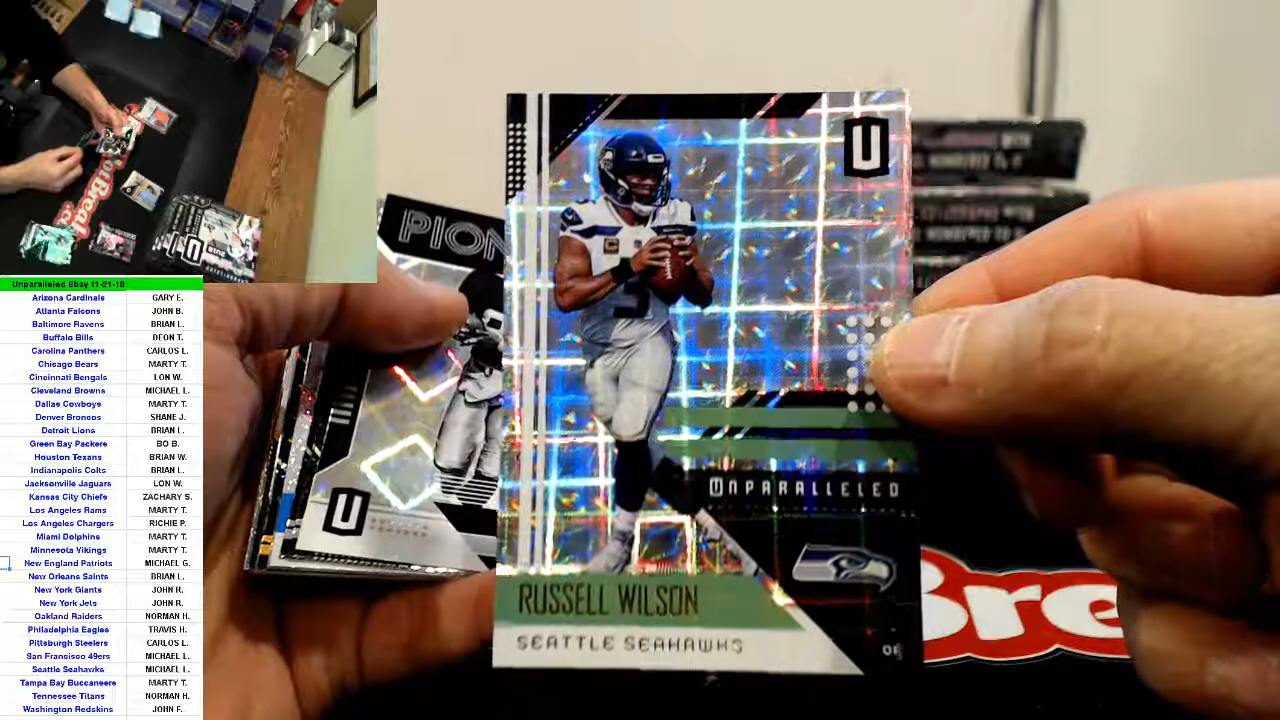 Unparalleled Ebay 11-21-18
Arizona Cardinals GARY E.
Atlanta Falcons JOHN B.
Baltimore Ravens BRIAN L.
Buffalo Bills DEON T.
Carolina Panthers CARLOS L.
Chicago Bears MARTY T.
Cincinnati Bengals LON W.
Cleveland Browns MICHAEL L.
Dallas Cowboys MARTY T.
Denver Broncos SHANE J.
Detroit Lions BRIAN L.
Green Bay Packers BO B.
Houston Texans BRIAN W.
Indianapolis Colts BRIAN L.
Jacksonville Jaguars LON W.
Kansas City Chiefs ZACHARY S.
Los Angeles Rams MARTY T.
Los Angeles Chargers RICHIE P.
Miami Dolphins MARTY T.
Minnesota Vikings MARTY T.
New England Patriots MICHAEL G.
New Orleans Saints BRIAN L.
New York Giants JOHN R.
New York Jets JOHN R.
Oakland Raiders NORMAN H.
Philadelphia Eagles TRAVIS H.
Pittsburgh Steelers CARLOS L.
San Francisco 49ers MICHAEL L.
Seattle Seahawks MICHAEL L.
Tampa Bay Buccaneers MARTY T.
Tennessee Titans NORMAN H.
Washington Redskins JOHN F.
PION
U
U
3
UNPARALLELED
RUSSELL WILSON
SEATTLE SEAHAWKS
Bre